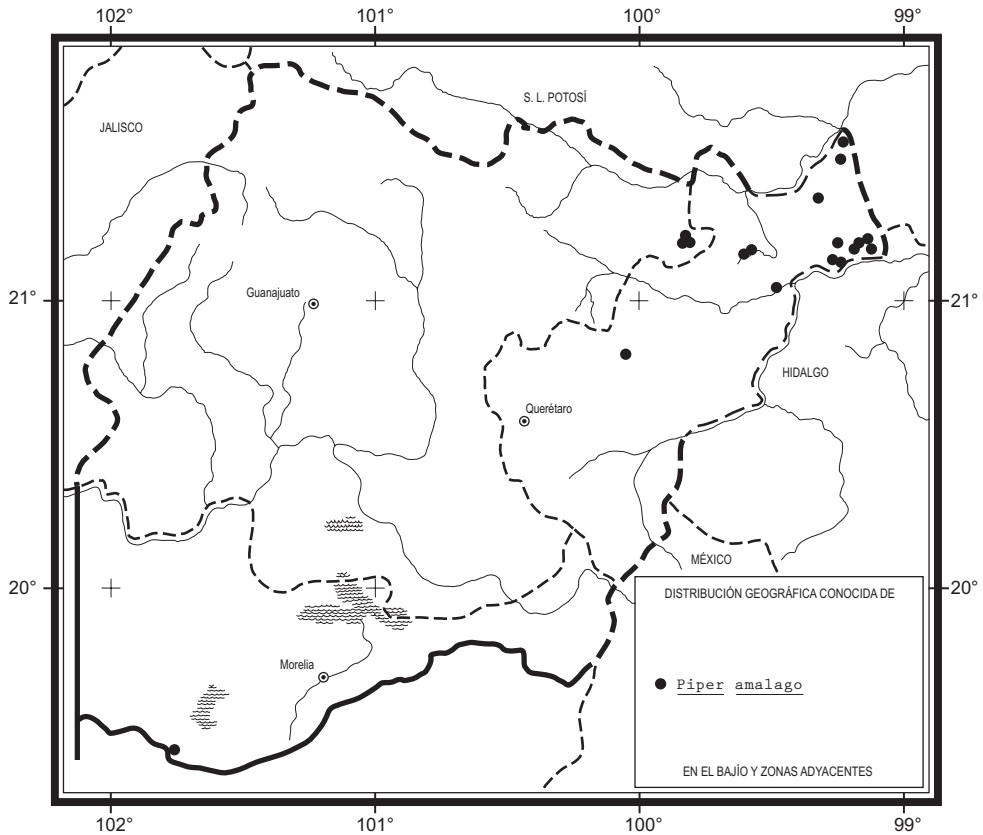 102° 101° 100° 99°
S. L. POTOSÍ
JALISCO
Guanajuato
21° 21°
HIDALGO
Querétaro
MÉXICO
20° 20°
DISTRIBUCIÓN GEOGRÁFICA CONOCIDA DE
Morelia
Piper amalago
EN EL BAJÍO Y ZONAS ADYACENTES
102° 101° 100° 99°